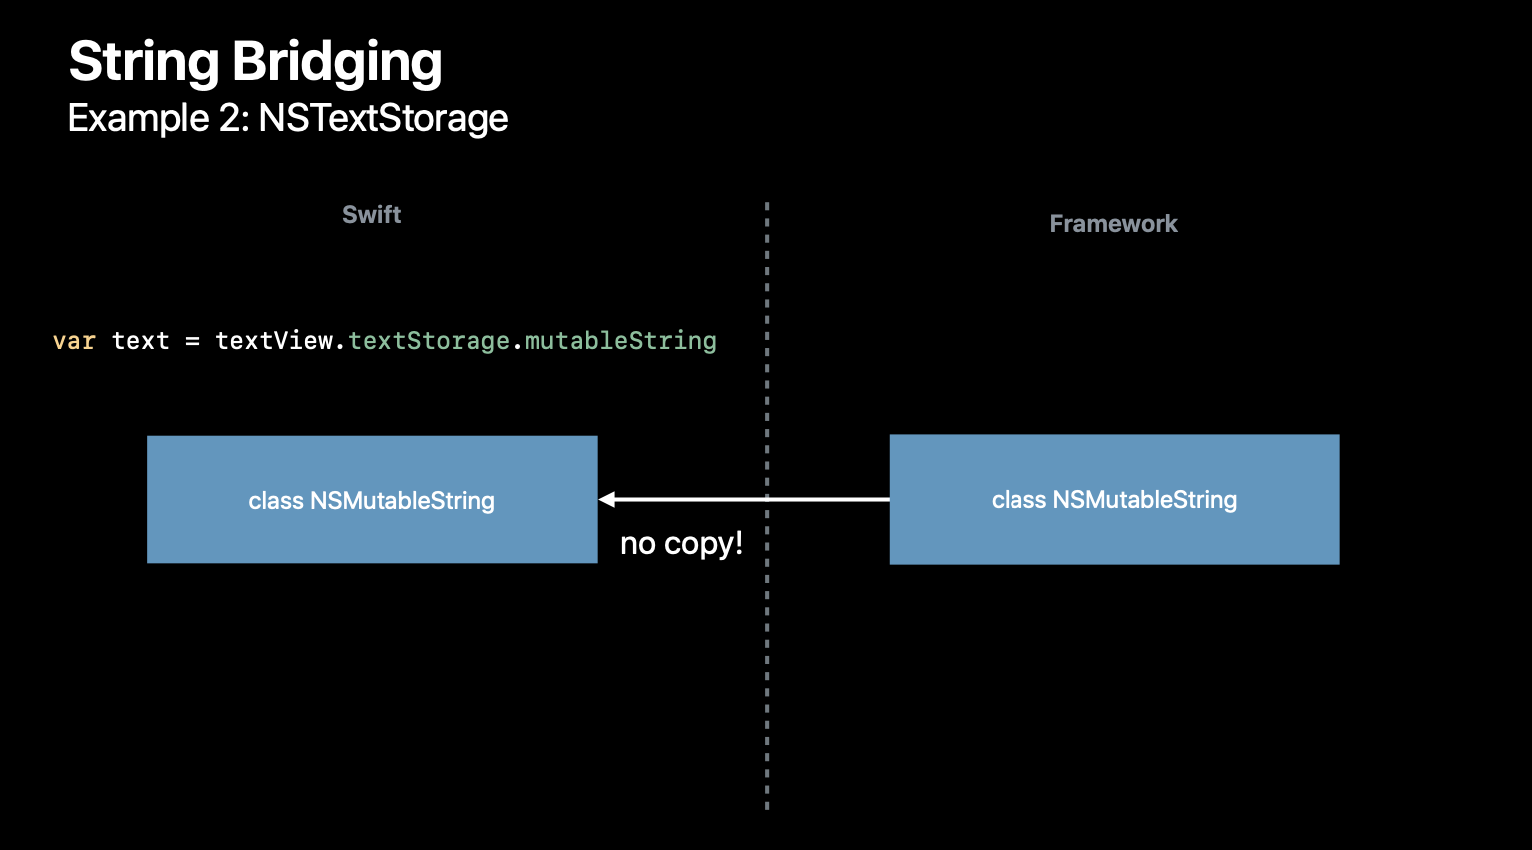 String Bridging
Example 2: NSTextStorage
Swift
Framework
var text = textView.textStorage.mutableString
class NSMutableString
class NSMutableString
no copy!